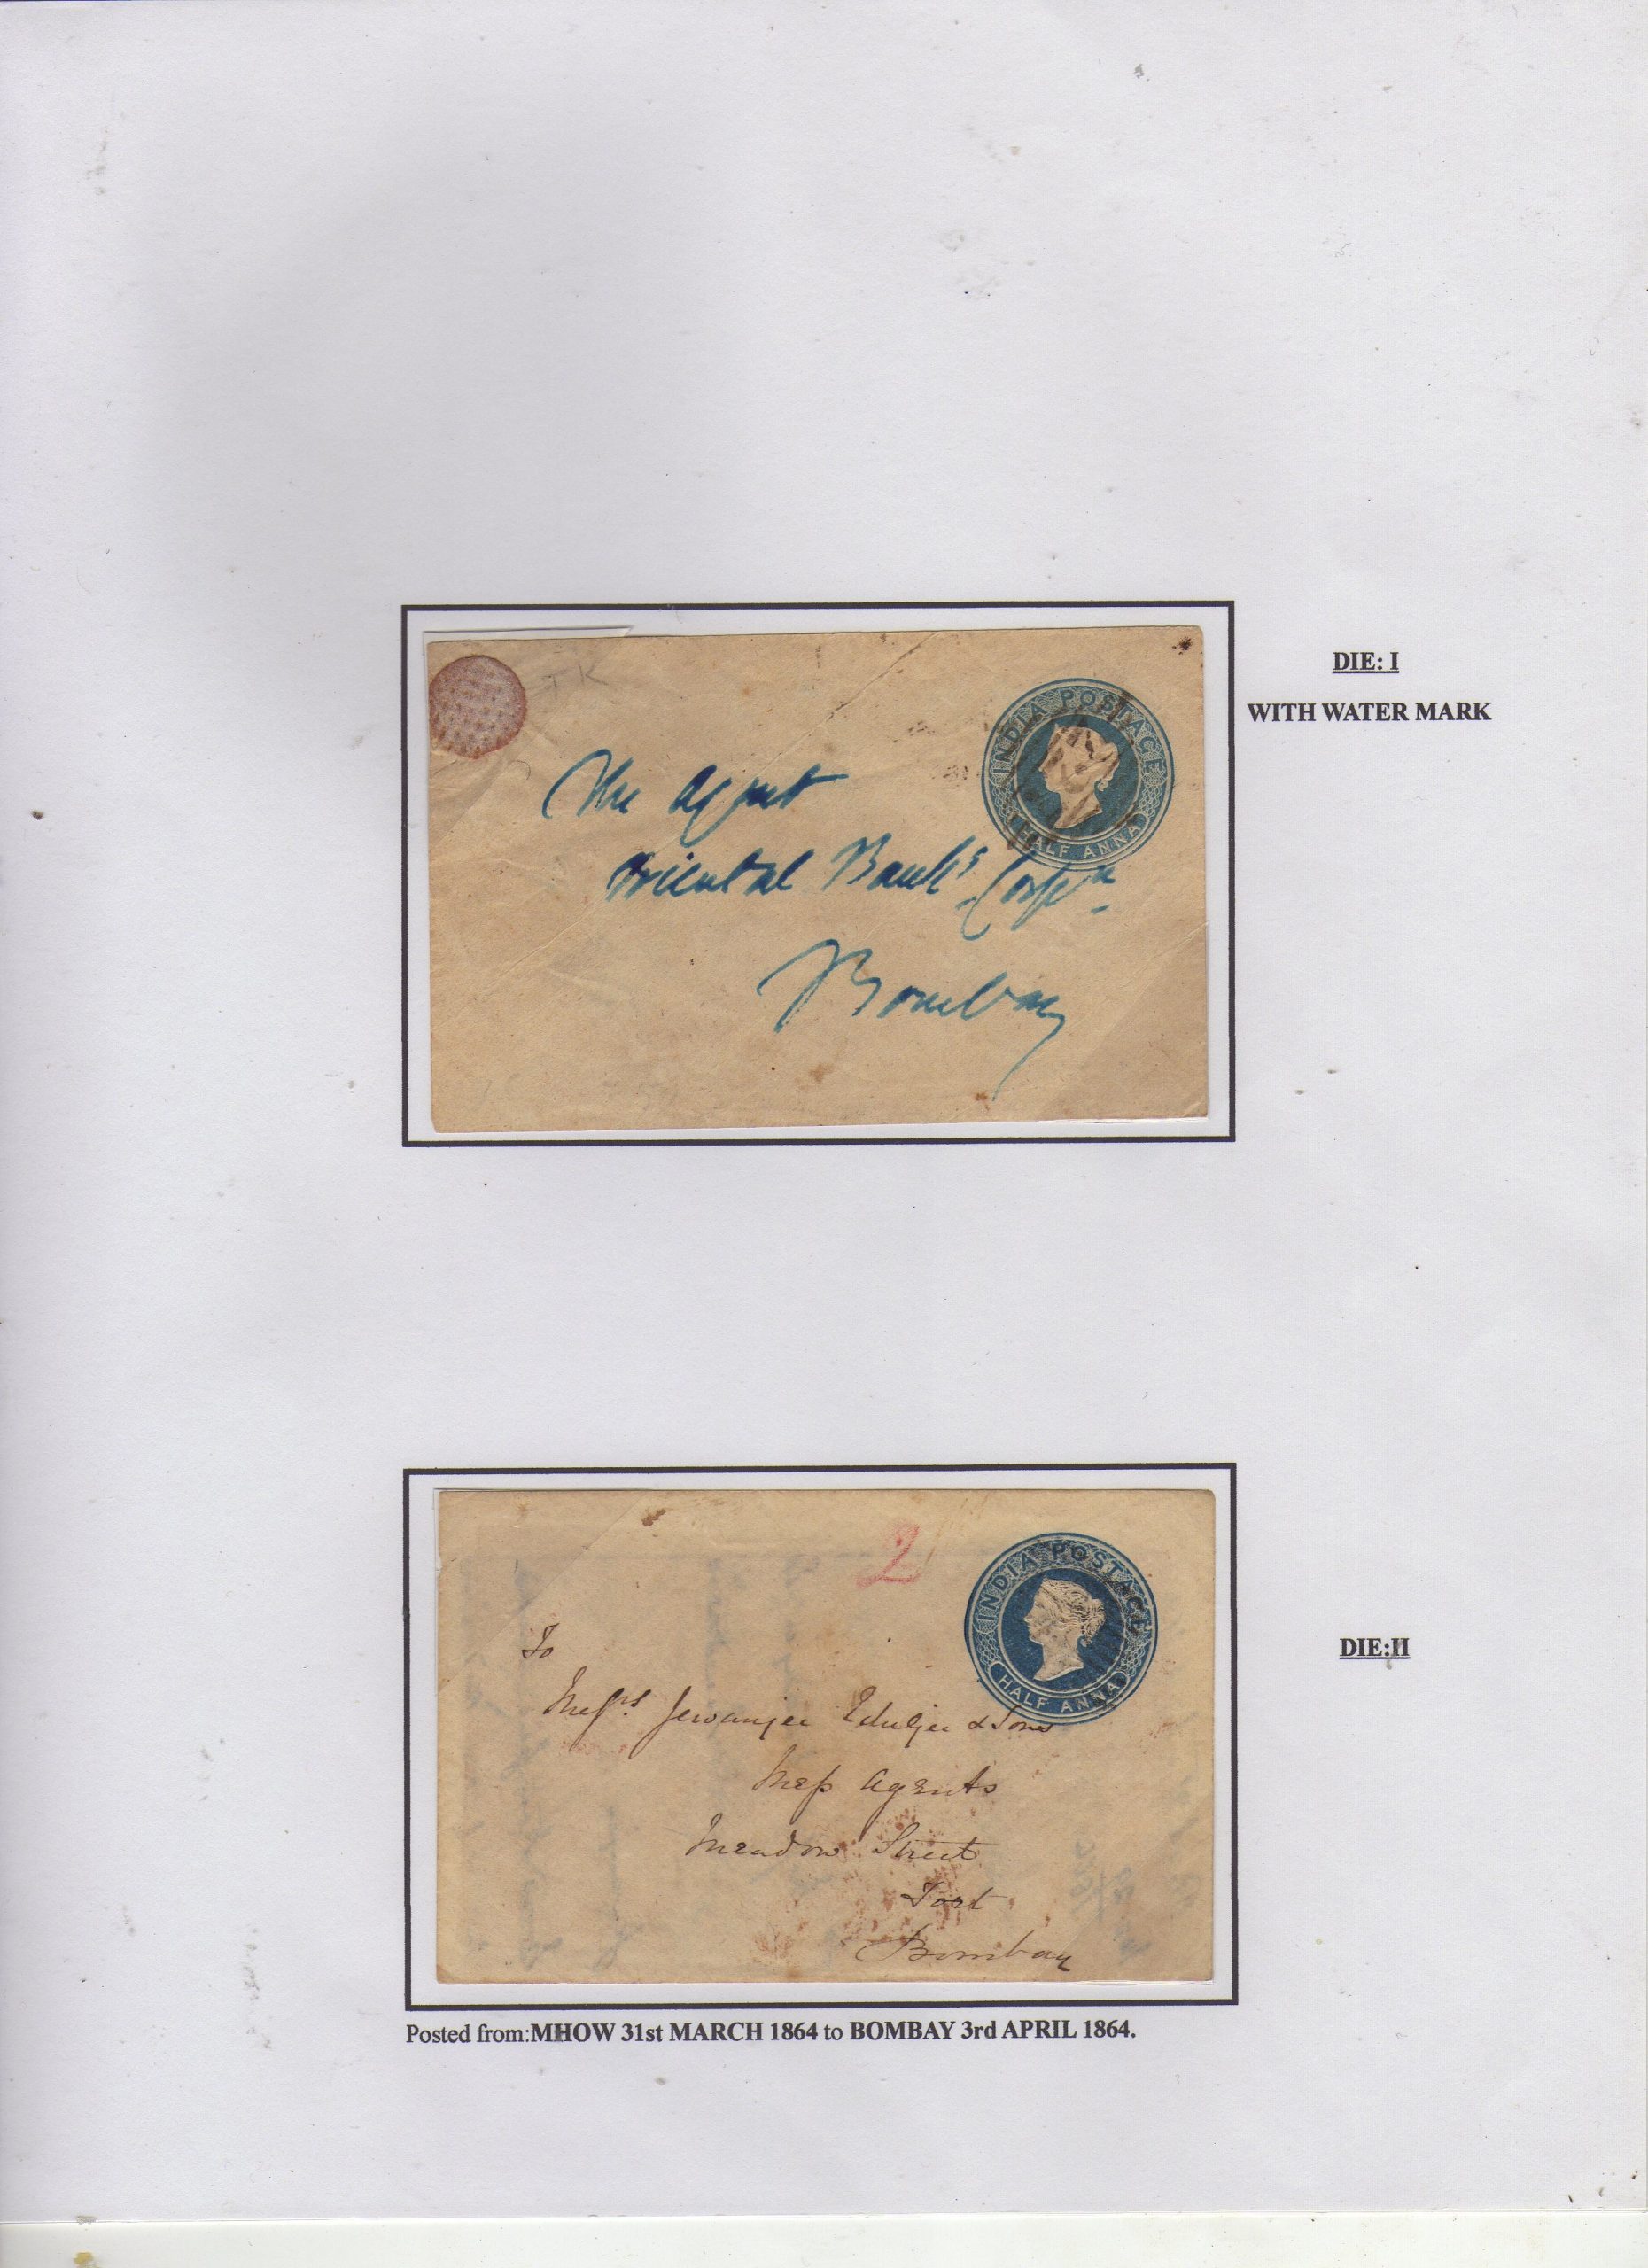 DIE: I
WITH WATER MARK
TK
INDIA POSTAGE
HALF ANNA
The Agent
Oriental Bank's Corpn
Bombay
2
INDIA POSTAGE
HALF ANNA
To
Messrs Jewanjee Eduljee & Sons
Mess Agents
Meadow Street
Fort
Bombay
DIE:II
Posted from:MHOW 31st MARCH 1864 to BOMBAY 3rd APRIL 1864.